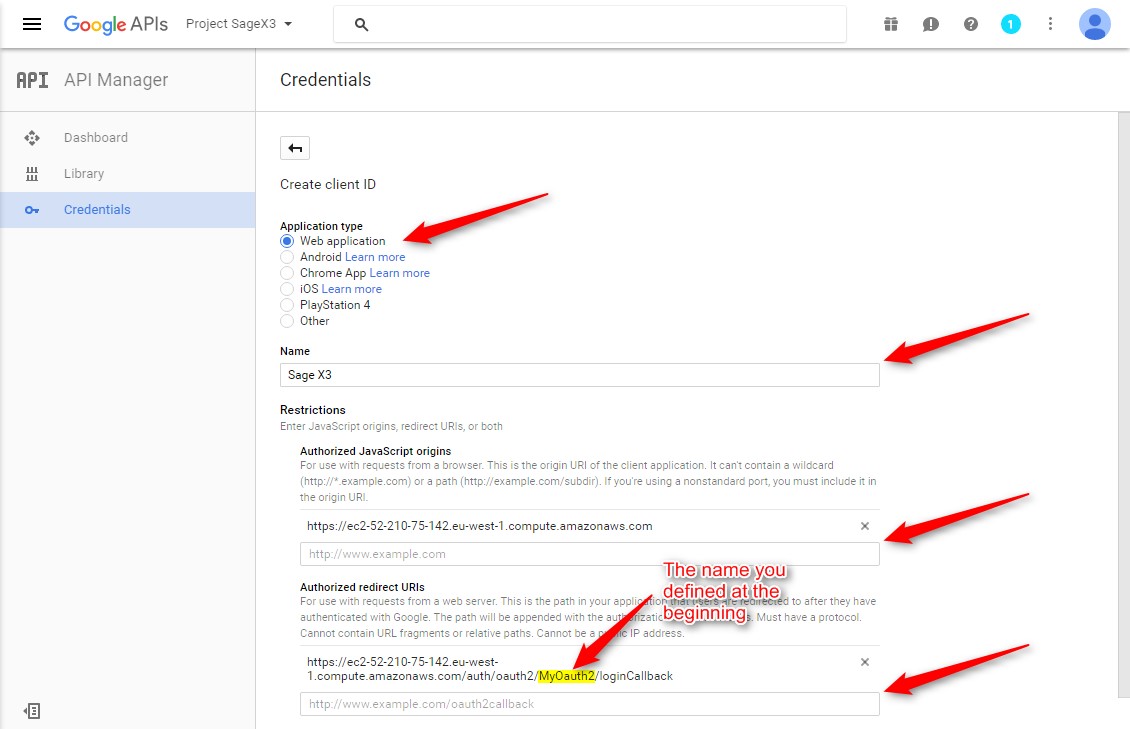 Google APIs Project SageX3 1
API API Manager
Credentials
Dashboard
Library
Credentials
Create client ID
Application type
Web application
Android Learn more
Chrome App Learn more
iOS Learn more
PlayStation 4
Other
Name
Sage X3
Restrictions
Enter JavaScript origins, redirect URIs, or both
Authorized JavaScript origins
For use with requests from a browser. This is the origin URI of the client application. It can't contain a wildcard
(http://*.example.com) or a path (http://example.com/subdir). If you're using a nonstandard port, you must include it in
the origin URI.
https://ec2-52-210-75-142.eu-west-1.compute.amazonaws.com
http://www.example.com
The name you
defined at the
beginning
Authorized redirect URIs
For use with requests from a web server. This is the path in your application that users are redirected to after they have
authenticated with Google. The path will be appended with the authorization Must have a protocol.
Cannot contain URL fragments or relative paths. Cannot be a public IP address.
https://ec2-52-210-75-142.eu-west-
1.compute.amazonaws.com/auth/oauth2/MyOauth2/loginCallback
http://www.example.com/oauth2callback